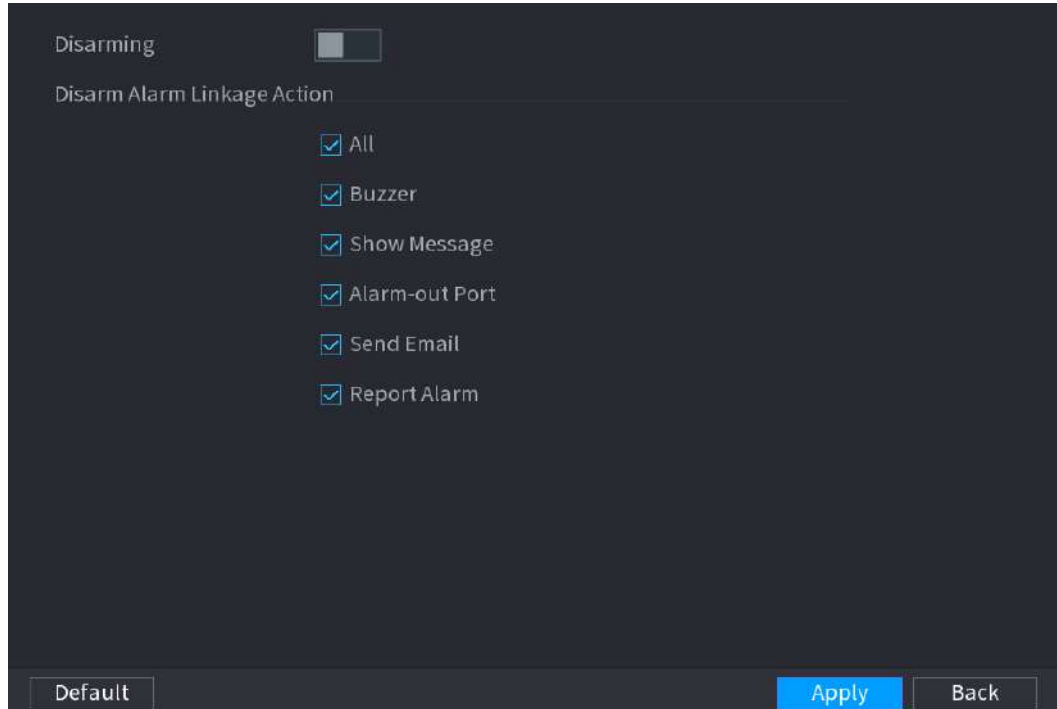 Disarming
Disarm Alarm Linkage Action
All
Buzzer
Show Message
Alarm-out Port
Send Email
Report Alarm
Default Apply Back